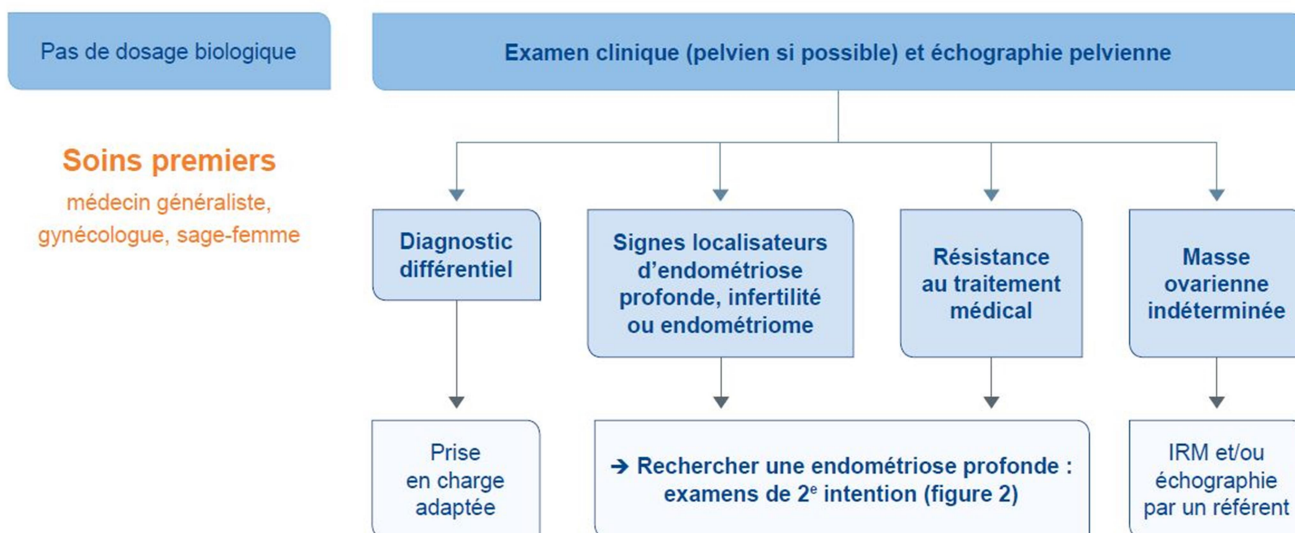 Pas de dosage biologique
Examen clinique (pelvien si possible) et échographie pelvienne
Soins premiers
médecin généraliste,
gynécologue, sage-femme
Diagnostic
différentiel
Signes localisateurs
d’endométriose
profonde, infertilité
ou endométriome
Résistance
au traitement
médical
Masse
ovarienne
indéterminée
Prise
en charge
adaptée
➔ Rechercher une endométriose profonde :
examens de 2e intention (figure 2)
IRM et/ou
échographie
par un référent